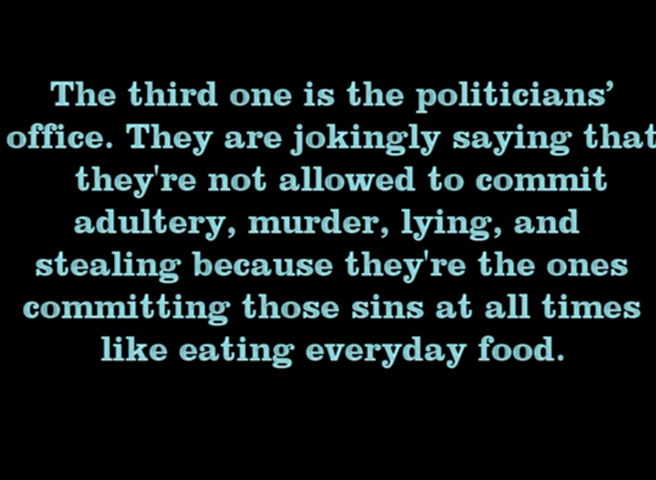 The third one is the politicians’
office. They are jokingly saying that
they're not allowed to commit
adultery, murder, lying, and
stealing because they're the ones
committing those sins at all times
like eating everyday food.